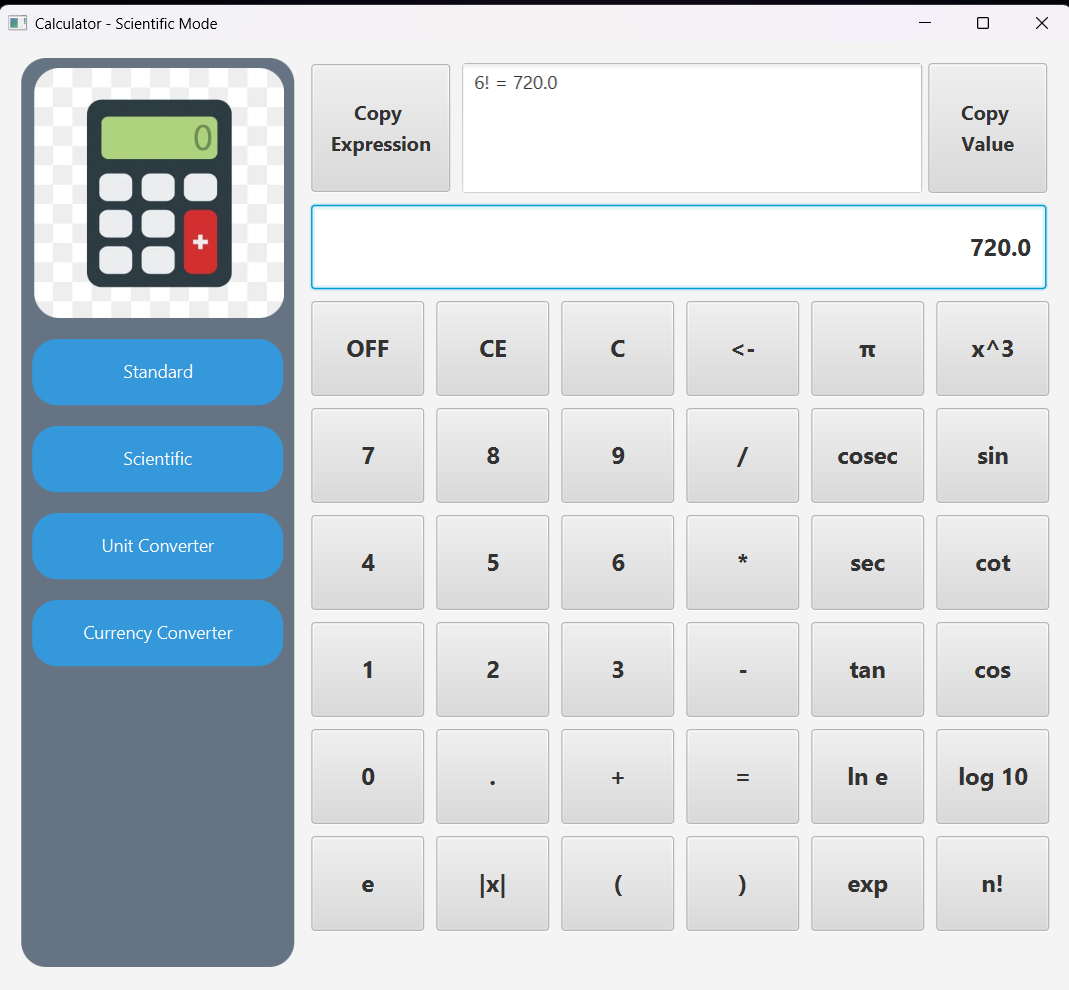 Calculator - Scientific Mode
0
Standard
Scientific
Unit Converter
Currency Converter
Copy
Expression
6! = 720.0
Copy
Value
720.0
OFF CE C <- π x^3
7 8 9 / cosec sin
4 5 6 * sec cot
1 2 3 - tan cos
0 . + = ln e log 10
e |x| ( ) exp n!